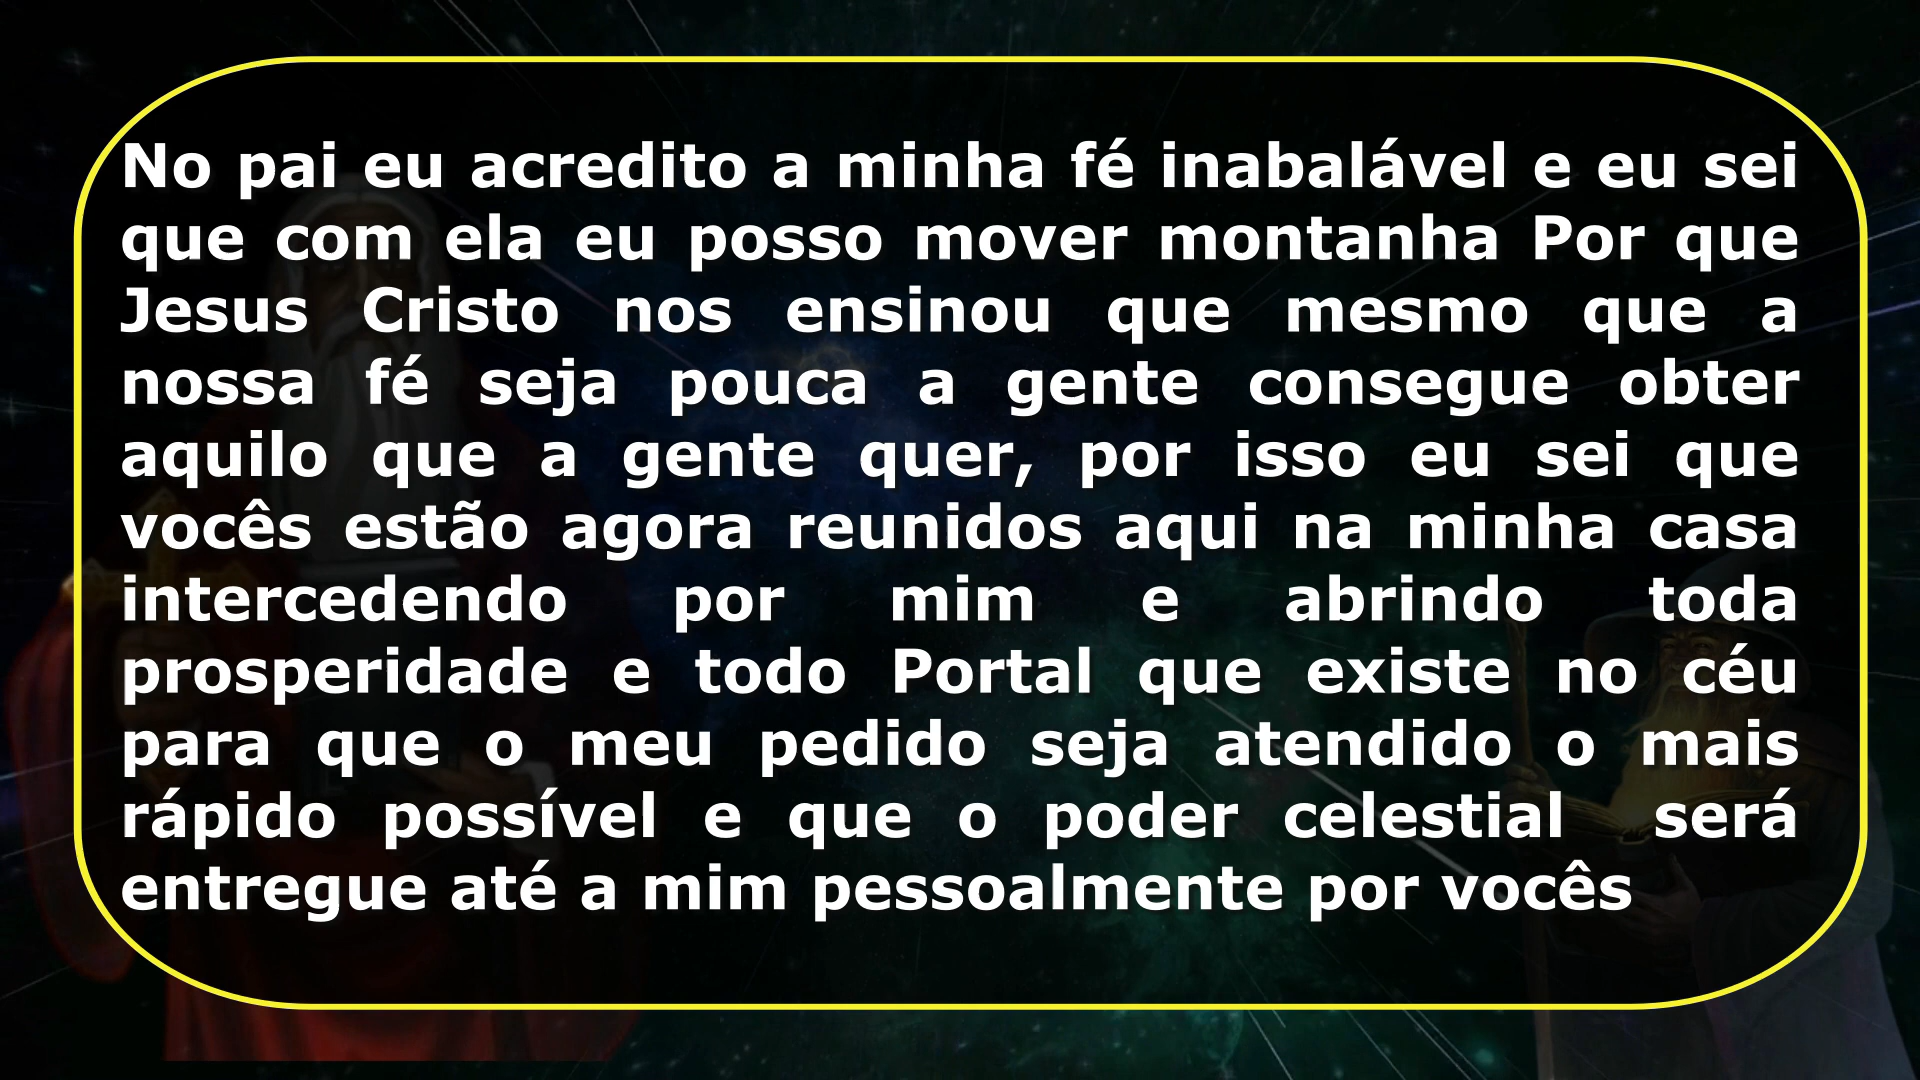 No pai eu acredito a minha fé inabalável e eu sei
que com ela eu posso mover montanha Por que
Jesus Cristo nos ensinou que mesmo que a
nossa fé seja pouca a gente consegue obter
aquilo que a gente quer, por isso eu sei que
vocês estão agora reunidos aqui na minha casa
intercedendo por mim e abrindo toda
prosperidade e todo Portal que existe no céu
para que o meu pedido seja atendido o mais
rápido possível e que o poder celestial será
entregue até a mim pessoalmente por vocês